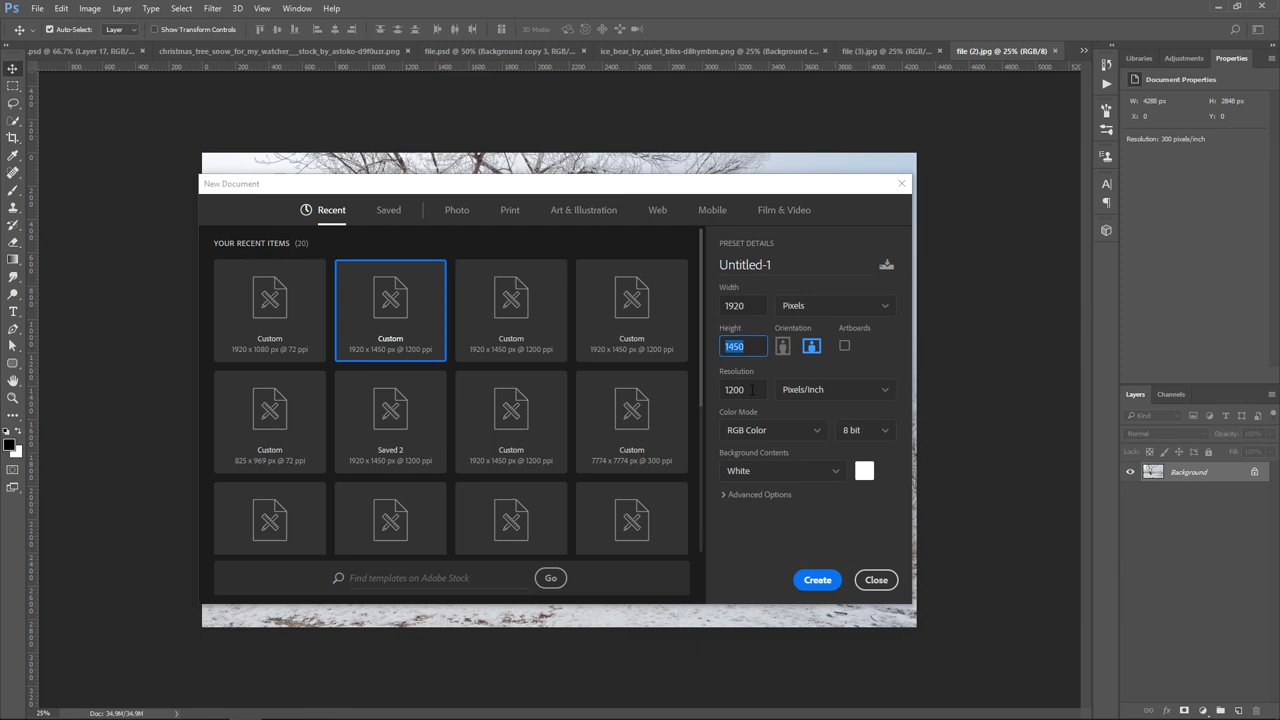 Ps File Edit Image Layer Type Select Filter 3D View Window Help
Auto-Select: Layer Show Transform Controls 3D Mode:
.psd @ 66.7% (Layer 17, RGB/... christmas_tree_snow_for_my_watcher__stock_by_astoko-d9f0uzr.png file.psd @ 50% (Background copy 3, RGB/... ice_bear_by_quiet_bliss-d8hymbm.png @ 25% (Background c... file (3).jpg @ 25% (RGB/... file (2).jpg @ 25% (RGB/8)
Libraries Adjustments Properties
Document Properties
W: 4288 px H: 2848 px
X: 0 Y: 0
Resolution: 300 pixels/inch
New Document
Recent Saved Photo Print Art & Illustration Web Mobile Film & Video
YOUR RECENT ITEMS (20)
Custom
1920 x 1080 px @ 72 ppi
Custom
1920 x 1450 px @ 1200 ppi
Custom
1920 x 1450 px @ 1200 ppi
Custom
1920 x 1450 px @ 1200 ppi
Custom
825 x 969 px @ 72 ppi
Saved 2
1920 x 1450 px @ 1200 ppi
Custom
1920 x 1450 px @ 1200 ppi
Custom
7774 x 7774 px @ 300 ppi
Find templates on Adobe Stock Go
PRESET DETAILS
Untitled-1
Width
1920 Pixels
Height Orientation Artboards
1450
Resolution
1200 Pixels/Inch
Color Mode
RGB Color 8 bit
Background Contents
White
Advanced Options
Create Close
Layers Channels
Kind
Normal Opacity:
Lock: Fill:
Background
25% Doc: 34.9M/34.9M